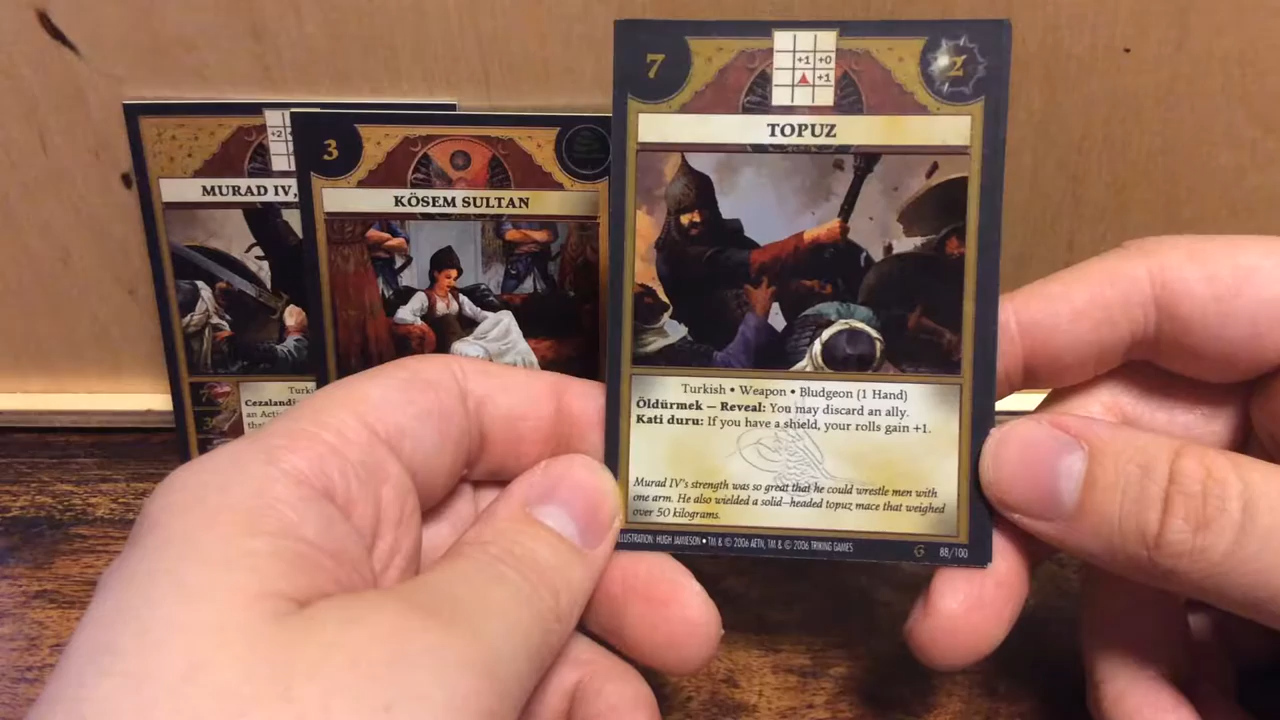 MURAD IV,
+2
Turki
Cezalandı
an Acti
3
KÖSEM SULTAN
7
+1 +0
+1
2
TOPUZ
Turkish • Weapon • Bludgeon (1 Hand)
Öldürmek – Reveal: You may discard an ally.
Kati duru: If you have a shield, your rolls gain +1.
Murad IV's strength was so great that he could wrestle men with
one arm. He also wielded a solid–headed topuz mace that weighed
over 50 kilograms.
ILLUSTRATION: HUGH JAMIESON • TM & © 2006 AETN, TM & © 2006 TRIKING GAMES
G 88/100